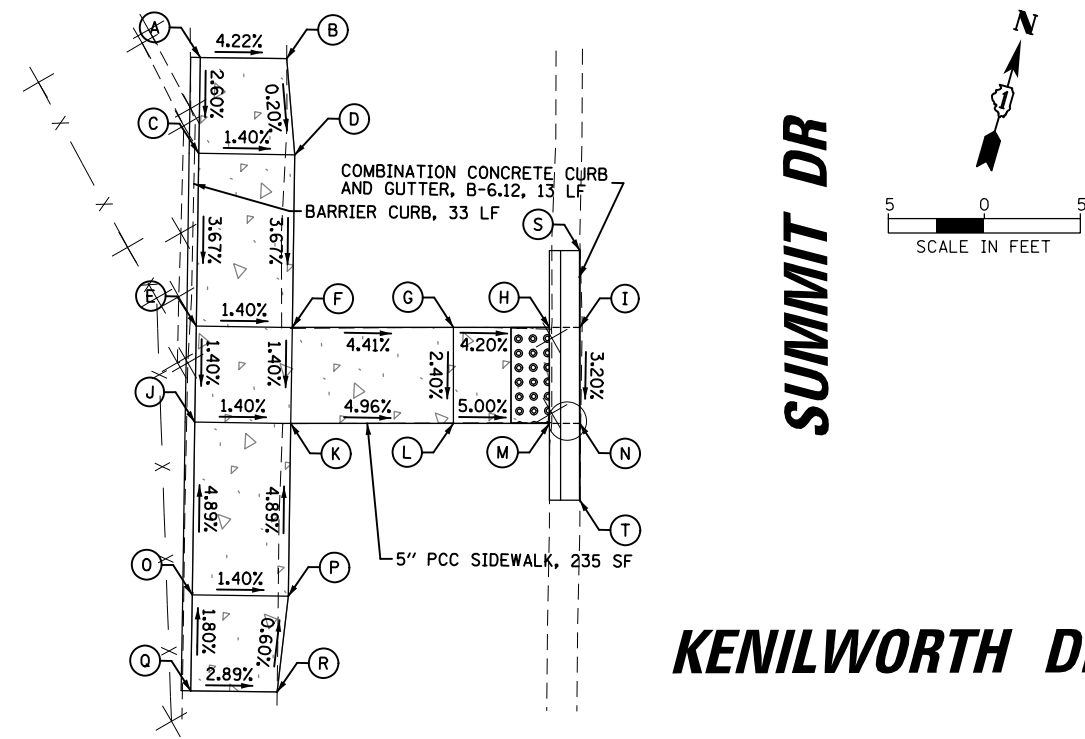 A
B
4.22%
N
2.60%
0.20%
1
C
D
1.40%
SUMMIT DR
COMBINATION CONCRETE CURB
AND GUTTER, B-6.12, 13 LF
BARRIER CURB, 33 LF
5 0 5
SCALE IN FEET
S
3.67%
3.67%
E
1.40%
F
G
H
I
4.41%
4.20%
1.40%
1.40%
2.40%
3.20%
J
1.40%
4.96%
5.00%
K
L
M
N
4.89%
4.89%
T
5" PCC SIDEWALK, 235 SF
O
1.40%
P
1.80%
0.60%
KENILWORTH
Q
2.89%
R